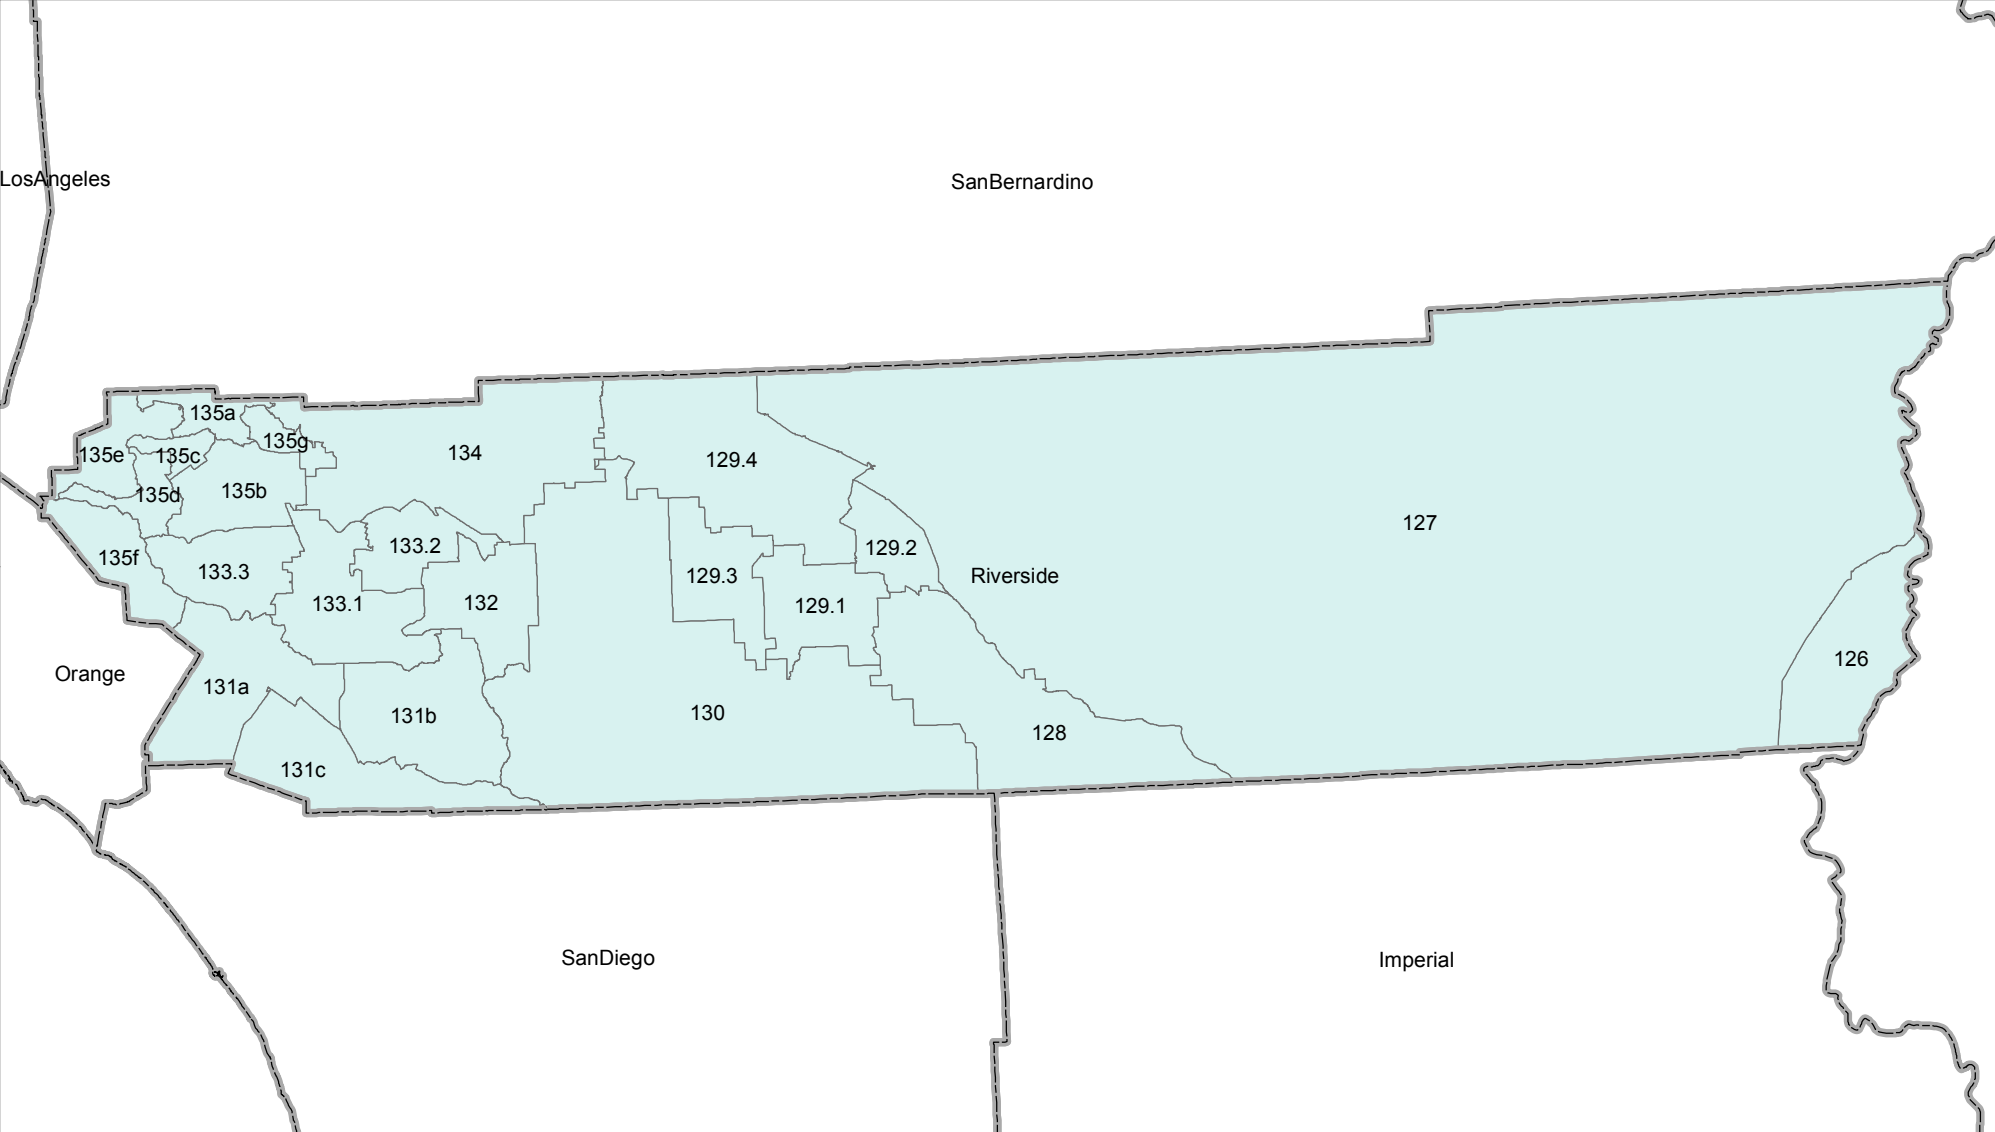 LosAngeles
SanBernardino
135a
135g
135e
135c
134
129.4
135d
135b
127
133.2
129.2
135f
133.3
129.3
Riverside
133.1
132
129.1
126
Orange
131a
131b
130
128
131c
SanDiego
Imperial